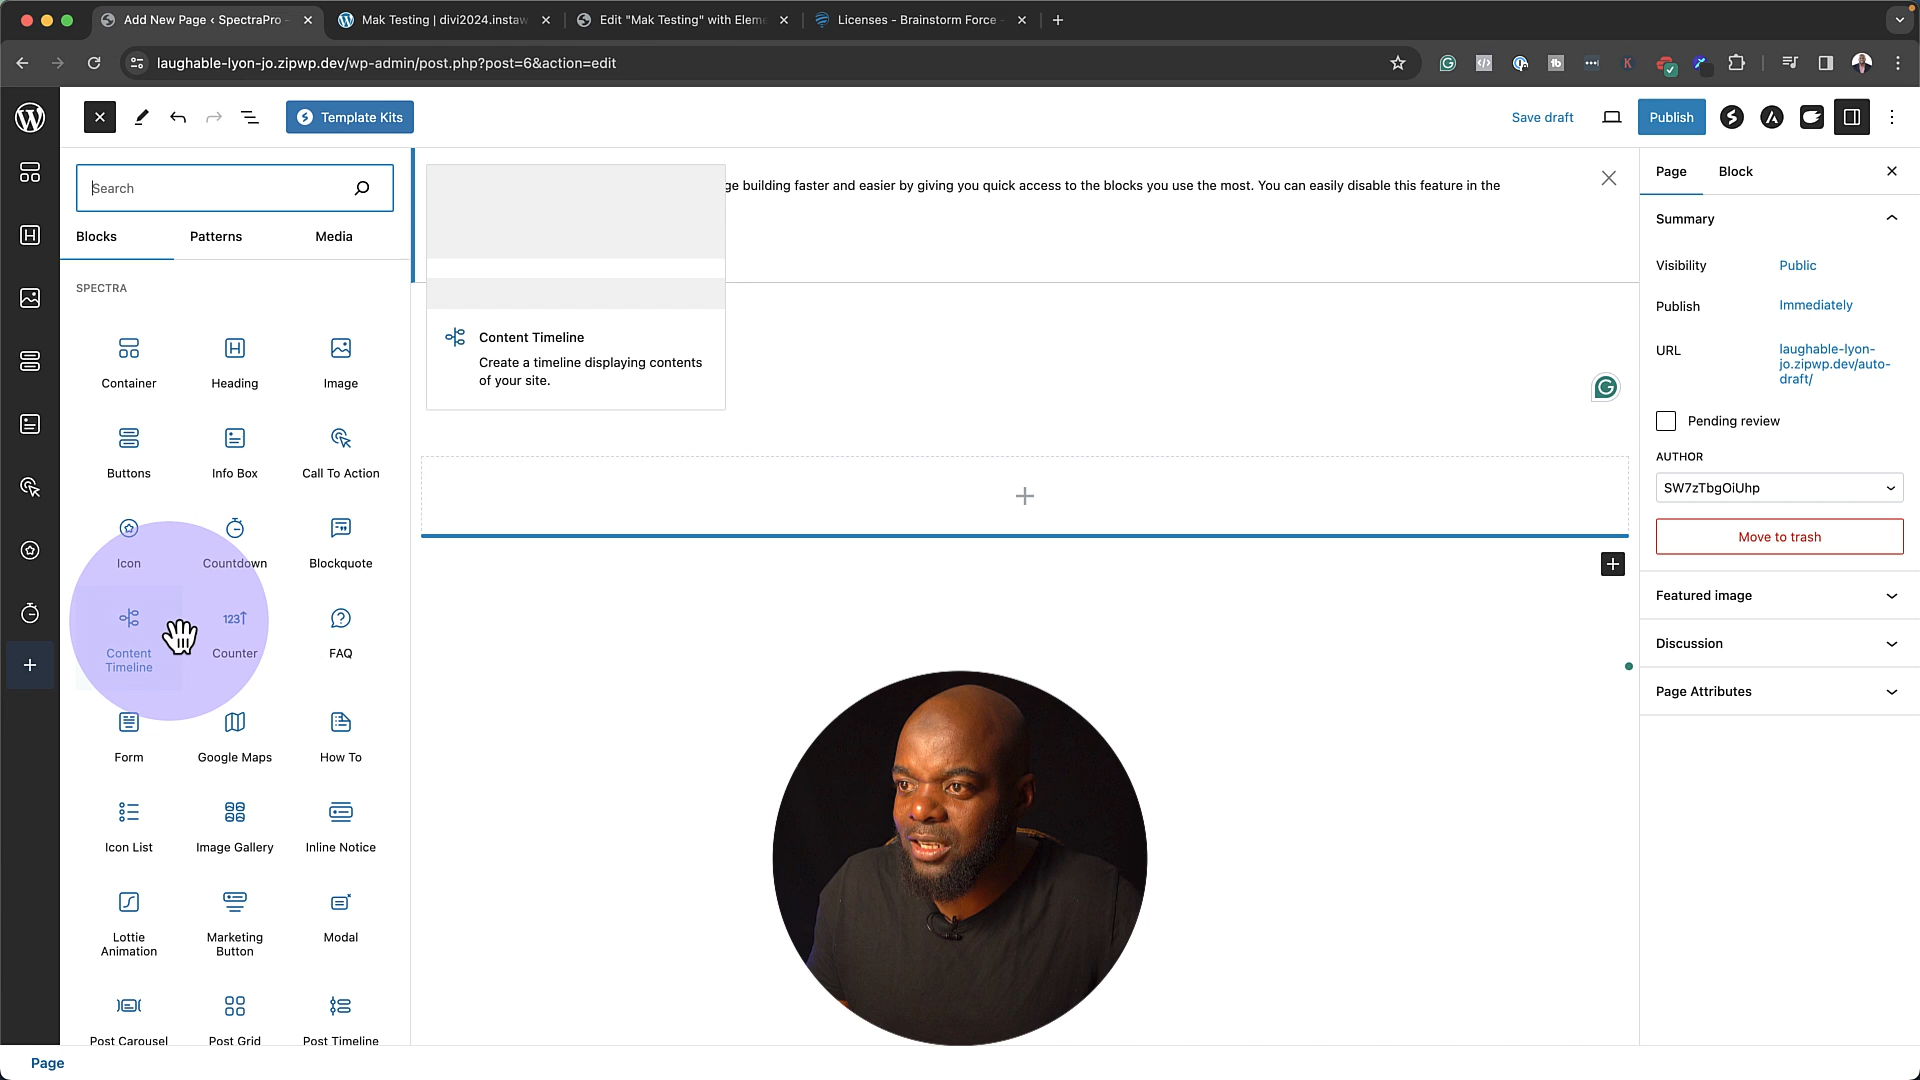 Add New Page ‹ SpectraPro –
Mak Testing | divi2024.instaw
Edit "Mak Testing" with Eleme
Licenses - Brainstorm Force -
laughable-lyon-jo.zipwp.dev/wp-admin/post.php?post=6&action=edit
Template Kits
Save draft
Publish
Search
Blocks
Patterns
Media
SPECTRA
Container
Heading
Image
Buttons
Info Box
Call To Action
Icon
Countdown
Blockquote
Content
Timeline
123↑
Counter
FAQ
Form
Google Maps
How To
Icon List
Image Gallery
Inline Notice
Lottie
Animation
Marketing
Button
Modal
Post Carousel
Post Grid
Post Timeline
ge building faster and easier by giving you quick access to the blocks you use the most. You can easily disable this feature in the
Content Timeline
Create a timeline displaying contents
of your site.
Page
Block
Summary
Visibility
Public
Publish
Immediately
URL
laughable-lyon-
jo.zipwp.dev/auto-
draft/
Pending review
AUTHOR
SW7zTbgOiUhp
Move to trash
Featured image
Discussion
Page Attributes
Page